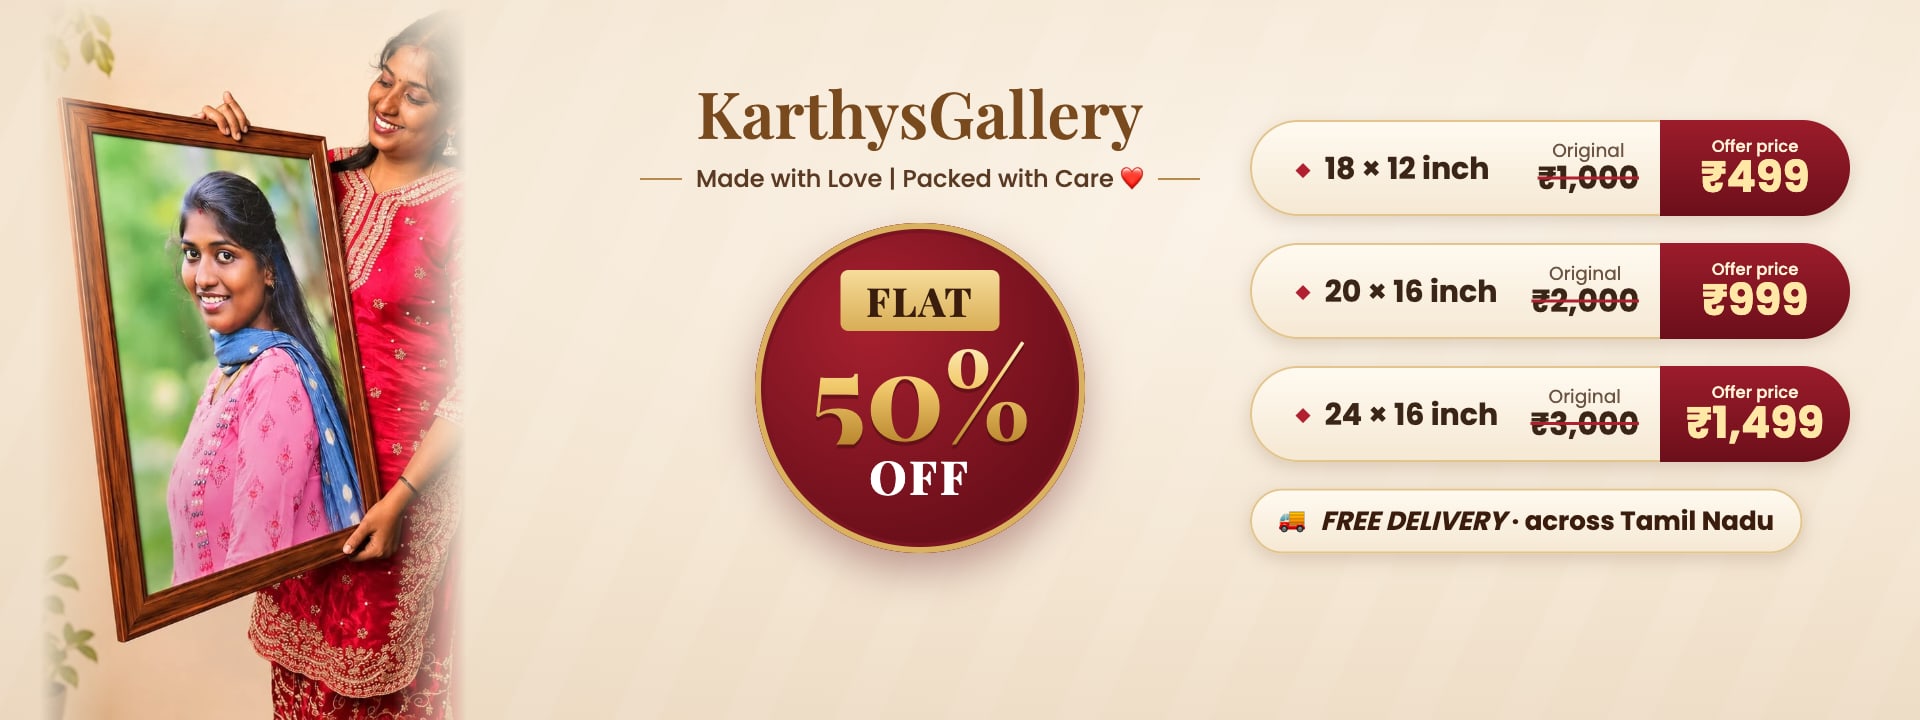 KarthysGallery
Made with Love | Packed with Care ❤️
FLAT
50%
OFF
18 × 12 inch
Original
₹1,000
Offer price
₹499
20 × 16 inch
Original
₹2,000
Offer price
₹999
24 × 16 inch
Original
₹3,000
Offer price
₹1,499
🚚 FREE DELIVERY · across Tamil Nadu